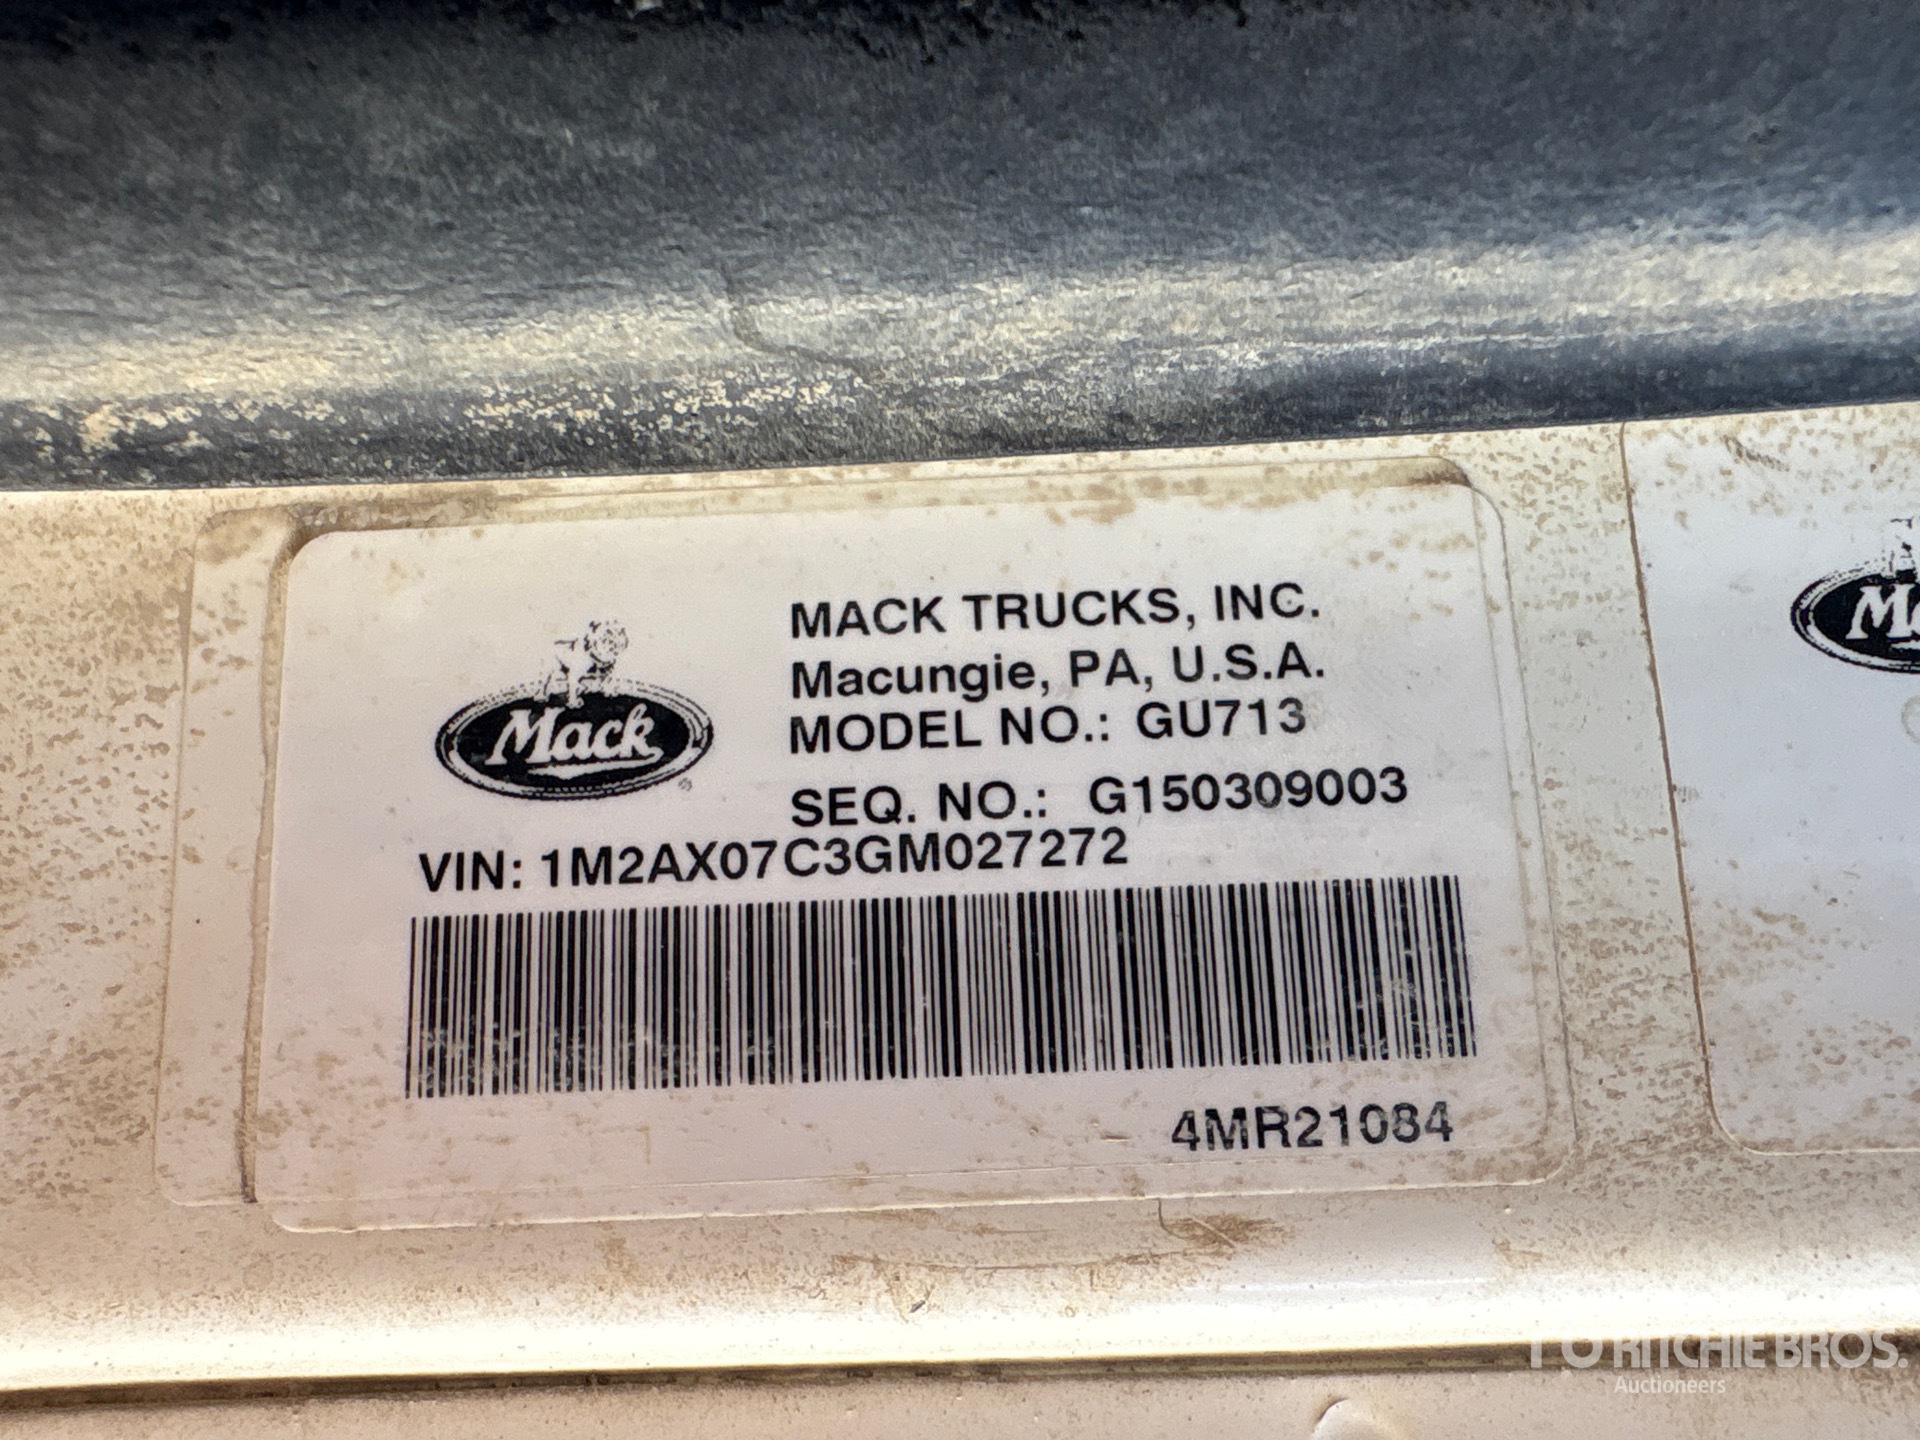 MACK TRUCKS, INC.
Macungie, PA, U.S.A.
MODEL NO.: GU713
SEQ. NO.: G150309003
Mack
®
VIN: 1M2AX07C3GM027272
4MR21084
RITCHIE BROS.
Auctioneers